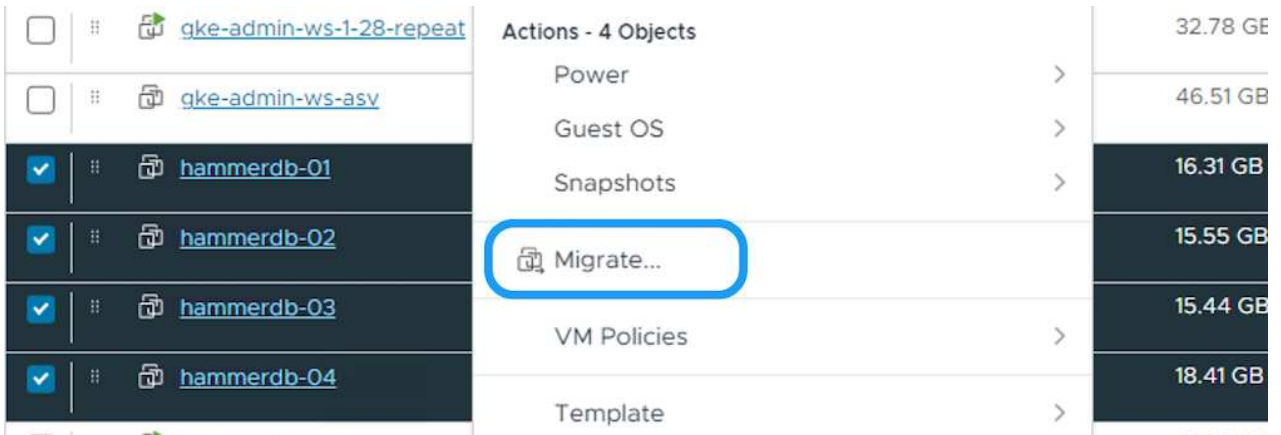 gke-admin-ws-1-28-repeat
Actions - 4 Objects
32.78 GB
Power
gke-admin-ws-asv
46.51 GB
Guest OS
hammerdb-01
16.31 GB
Snapshots
hammerdb-02
15.55 GB
Migrate...
hammerdb-03
15.44 GB
VM Policies
hammerdb-04
18.41 GB
Template